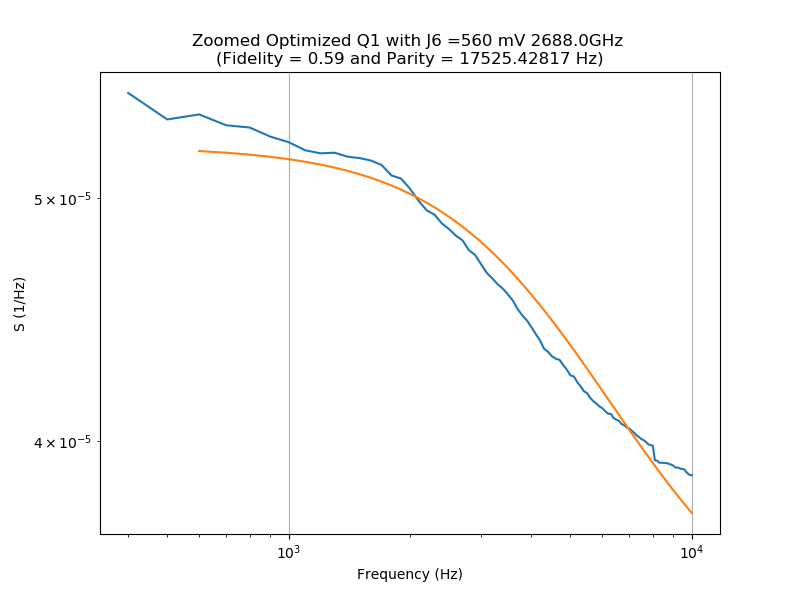 Zoomed Optimized Q1 with J6 =560 mV 2688.0GHz
(Fidelity = 0.59 and Parity = 17525.42817 Hz)
S (1/Hz)
5 × 10⁻⁵
4 × 10⁻⁵
10³
10⁴
Frequency (Hz)